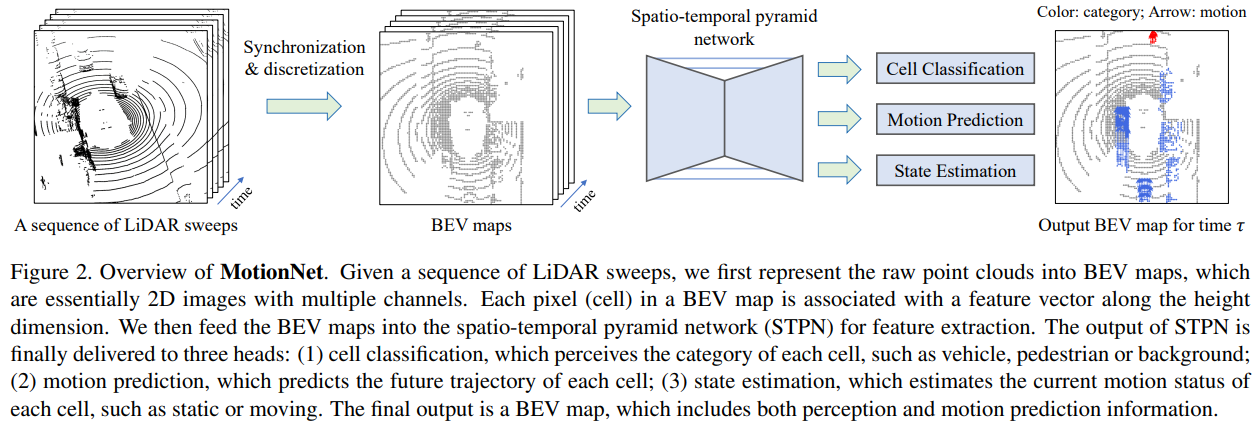 Spatio-temporal pyramid
network
Color: category; Arrow: motion
Synchronization
& discretization
Cell Classification
Motion Prediction
State Estimation
time
time
A sequence of LiDAR sweeps
BEV maps
Output BEV map for time τ
Figure 2. Overview of MotionNet. Given a sequence of LiDAR sweeps, we first represent the raw point clouds into BEV maps, which
are essentially 2D images with multiple channels. Each pixel (cell) in a BEV map is associated with a feature vector along the height
dimension. We then feed the BEV maps into the spatio-temporal pyramid network (STPN) for feature extraction. The output of STPN is
finally delivered to three heads: (1) cell classification, which perceives the category of each cell, such as vehicle, pedestrian or background;
(2) motion prediction, which predicts the future trajectory of each cell; (3) state estimation, which estimates the current motion status of
each cell, such as static or moving. The final output is a BEV map, which includes both perception and motion prediction information.